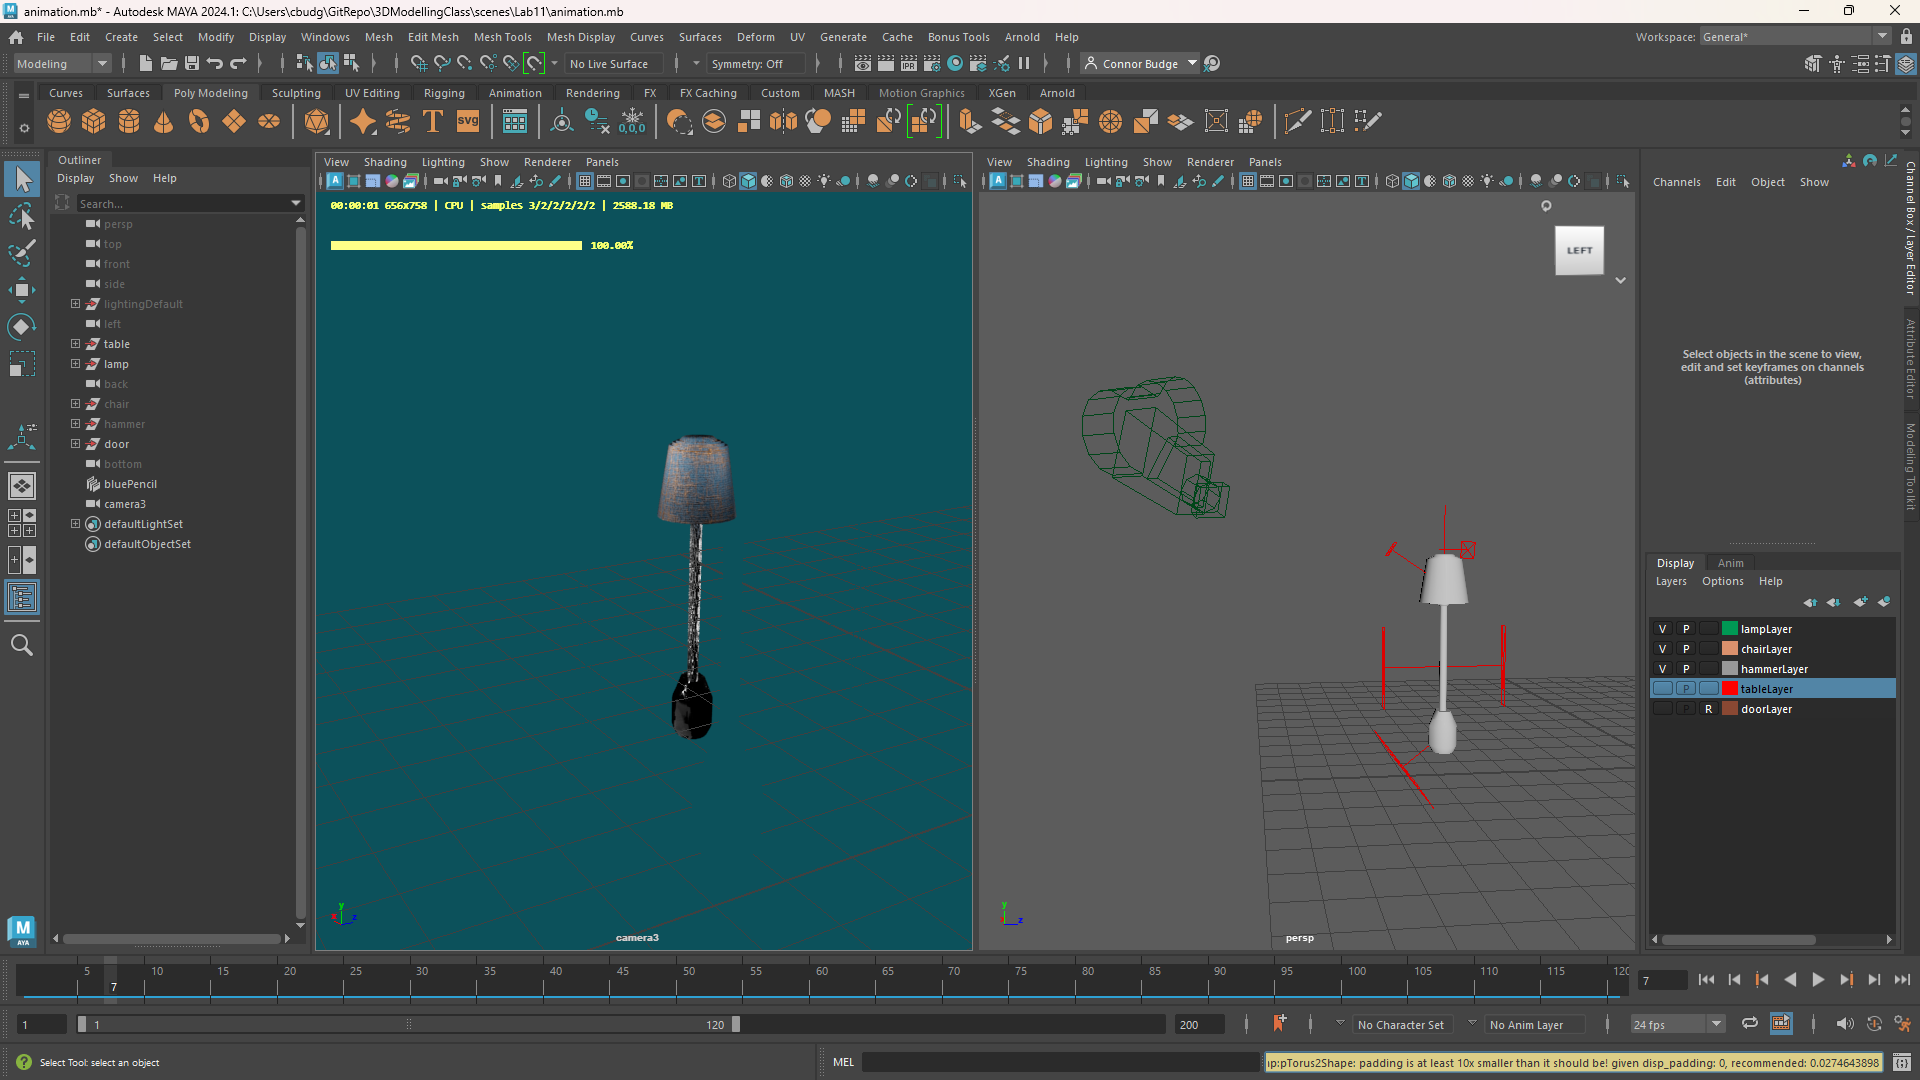 animation.mb* - Autodesk MAYA 2024.1: C:\Users\cbudg\GitRepo\3DModellingClass\scenes\Lab11\animation.mb
File Edit Create Select Modify Display Windows Mesh Edit Mesh Mesh Tools Mesh Display Curves Surfaces Deform UV Generate Cache Bonus Tools Arnold Help Workspace: General*
Modeling No Live Surface Symmetry: Off Connor Budge
Curves Surfaces Poly Modeling Sculpting UV Editing Rigging Animation Rendering FX FX Caching Custom MASH Motion Graphics XGen Arnold
Outliner
Display Show Help
Search...
persp
top
front
side
lightingDefault
left
table
lamp
back
chair
hammer
door
bottom
bluePencil
camera3
defaultLightSet
defaultObjectSet
View Shading Lighting Show Renderer Panels
00:00:01 656x758 | CPU | samples 3/2/2/2/2/2 | 2588.18 MB
100.00%
camera3
View Shading Lighting Show Renderer Panels
LEFT
persp
Channels Edit Object Show
Select objects in the scene to view,
edit and set keyframes on channels
(attributes)
Channel Box / Layer Editor
Attribute Editor
Modeling Toolkit
Display Anim
Layers Options Help
V P lampLayer
V P chairLayer
V P hammerLayer
P tableLayer
P R doorLayer
5 10 15 20 25 30 35 40 45 50 55 60 65 70 75 80 85 90 95 100 105 110 115 120
7
7
1 1 120 200 No Character Set No Anim Layer 24 fps
Select Tool: select an object
MEL
ip:pTorus2Shape: padding is at least 10x smaller than it should be! given disp_padding: 0, recommended: 0.0274643898